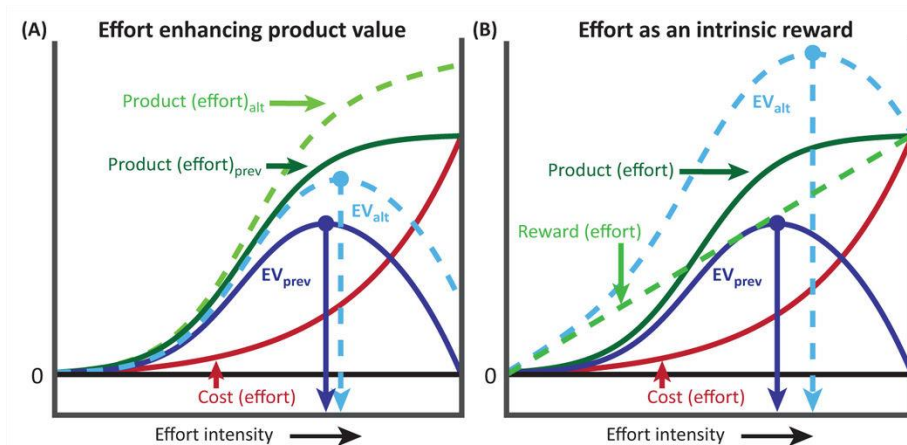 (A) Effort enhancing product value
Product (effort)alt
Product (effort)prev
EValt
EVprev
0
Cost (effort)
Effort intensity
(B) Effort as an intrinsic reward
EValt
Product (effort)
Reward (effort)
EVprev
0
Cost (effort)
Effort intensity